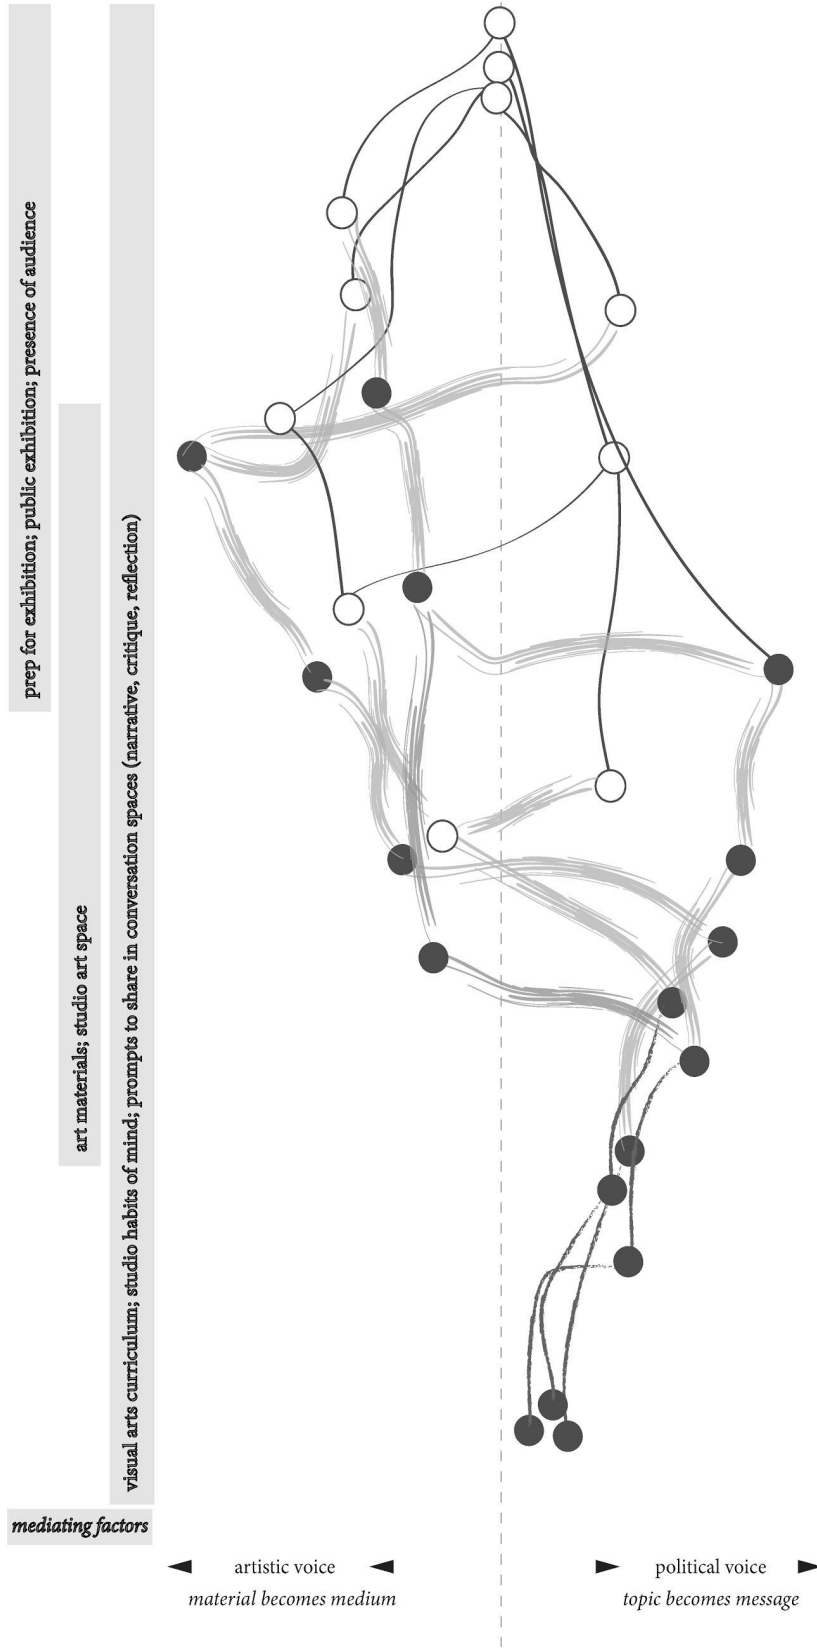 prep for exhibition; public exhibition; presence of audience
art materials; studio art space
visual arts curriculum; studio habits of mind; prompts to share in conversation spaces (narrative, critique, reflection)
mediating factors
artistic voice
material becomes medium
political voice
topic becomes message